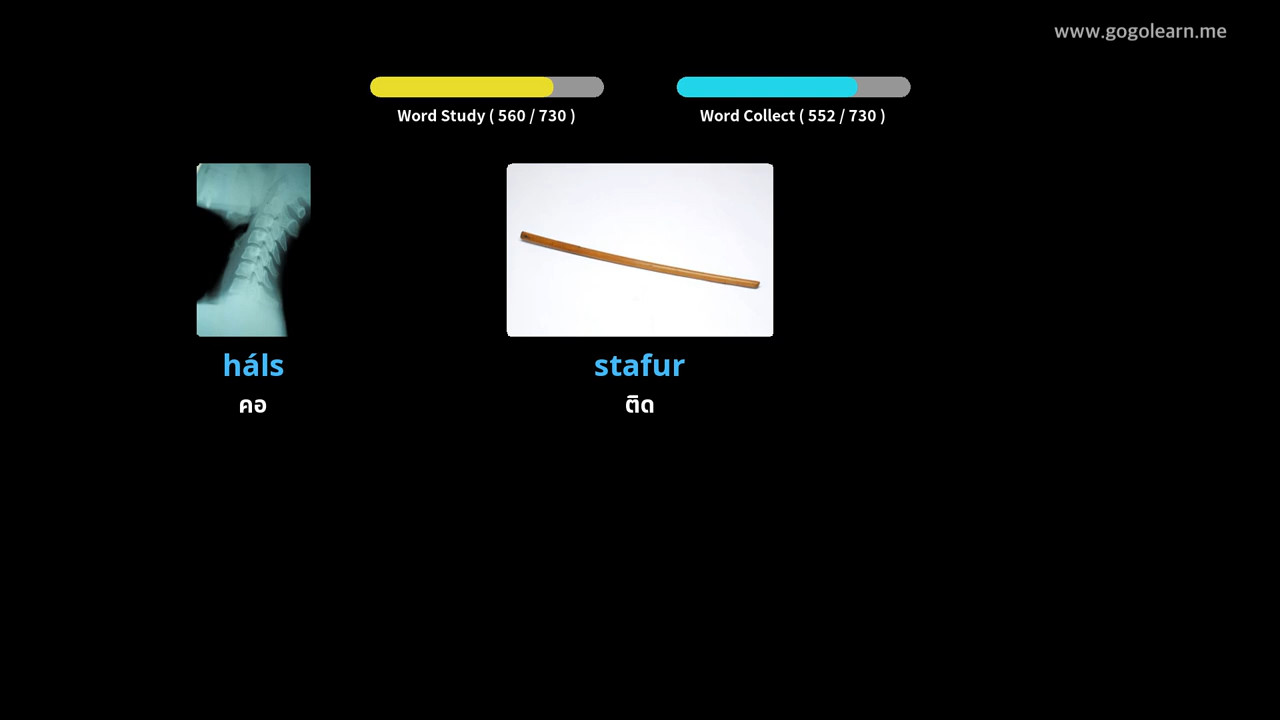 www.gogolearn.me
Word Study ( 560 / 730 )
Word Collect ( 552 / 730 )
háls
คอ
stafur
ติด